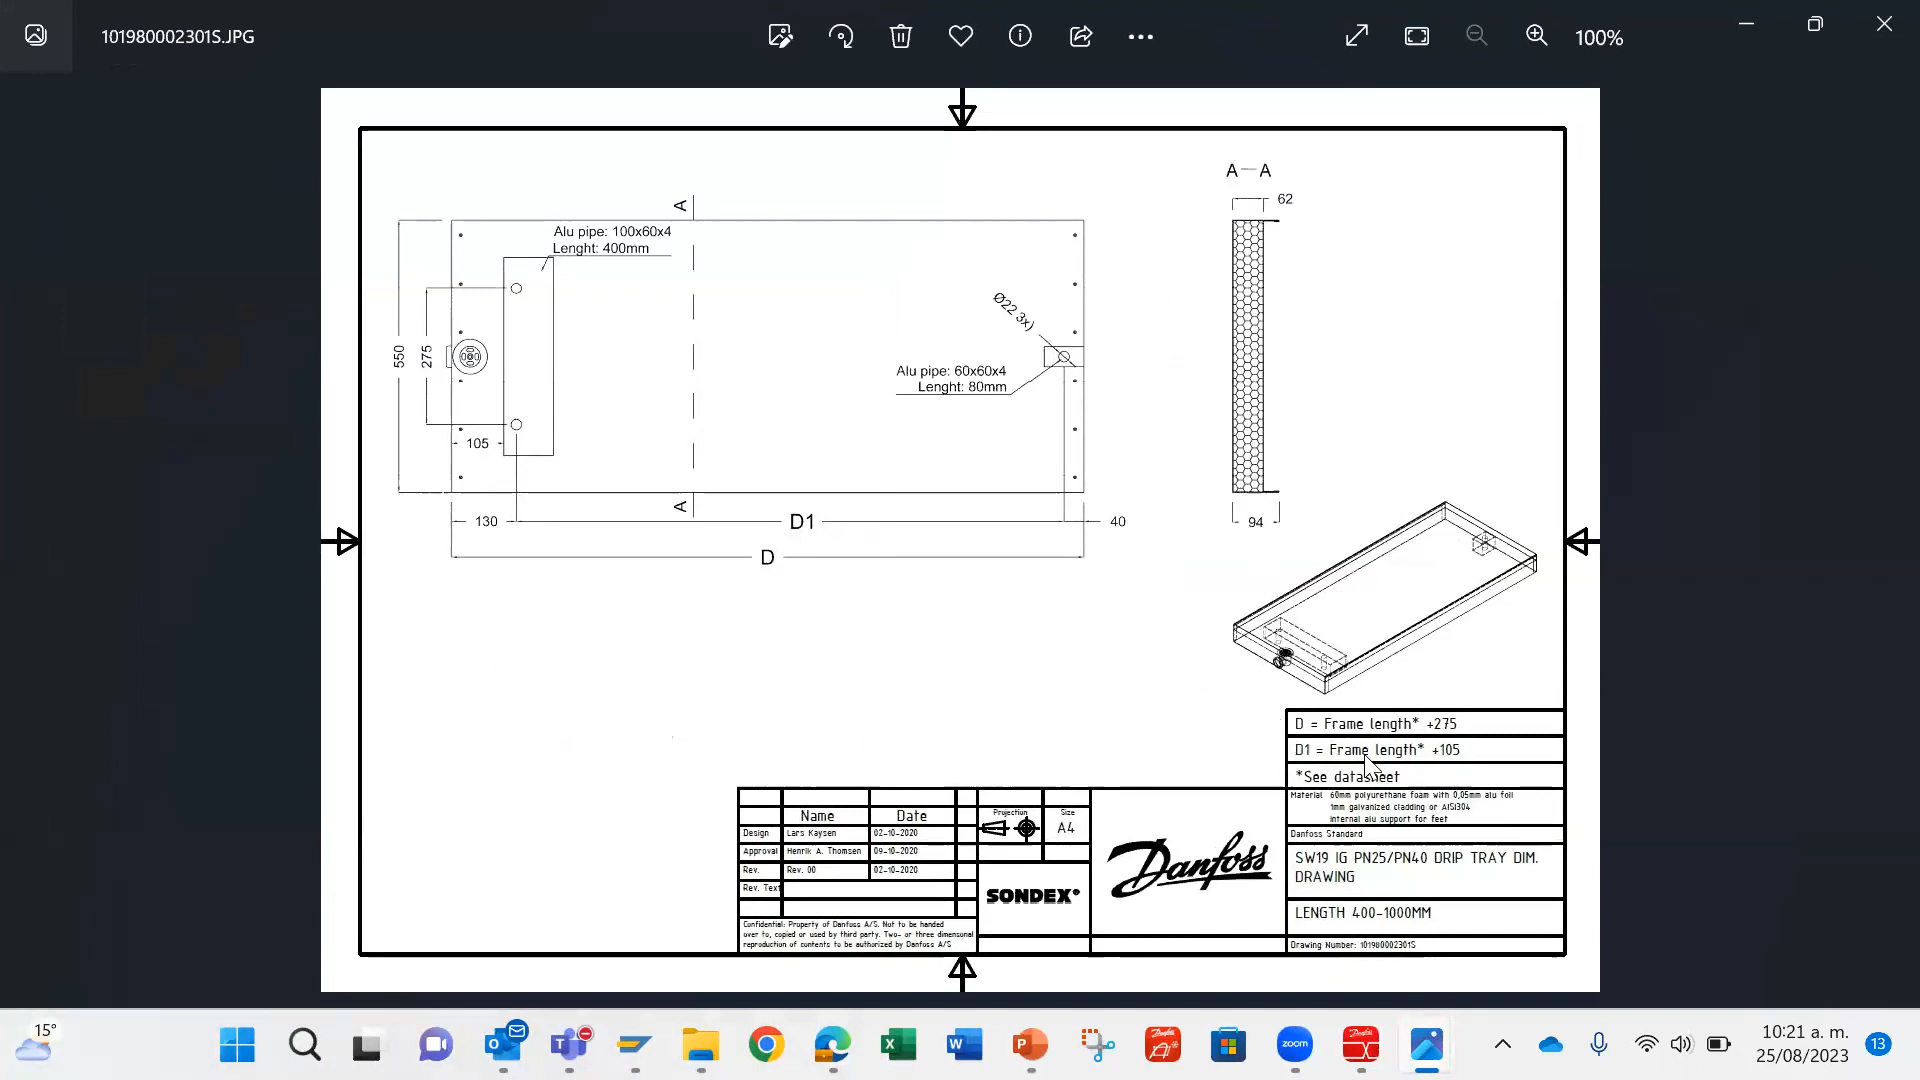 101980002301S.JPG
100%
A — A
62
A
Alu pipe: 100x60x4
Lenght: 400mm
Ø22 3x)
550
275
Alu pipe: 60x60x4
Lenght: 80mm
105
A
130
D1
40
94
D
D = Frame length* +275
D1 = Frame length* +105
*See datasheet
Material
60mm polyurethane foam with 0,05mm alu foil
1mm galvanized cladding or AISI304
internal alu support for feet
Name
Date
Projection
Size
A4
Design
Lars Kaysen
02-10-2020
Approval
Henrik A. Thomsen
09-10-2020
Rev.
Rev. 00
02-10-2020
Rev. Text
Confidential: Property of Danfoss A/S. Not to be handed
over to, copied or used by third party. Two- or three dimensonal
reproduction of contents to be authorized by Danfoss A/S
SONDEX®
Danfoss
Danfoss Standard
SW19 IG PN25/PN40 DRIP TRAY DIM.
DRAWING
LENGTH 400-1000MM
Drawing Number: 101980002301S
15°
zoom
10:21 a. m.
25/08/2023
13